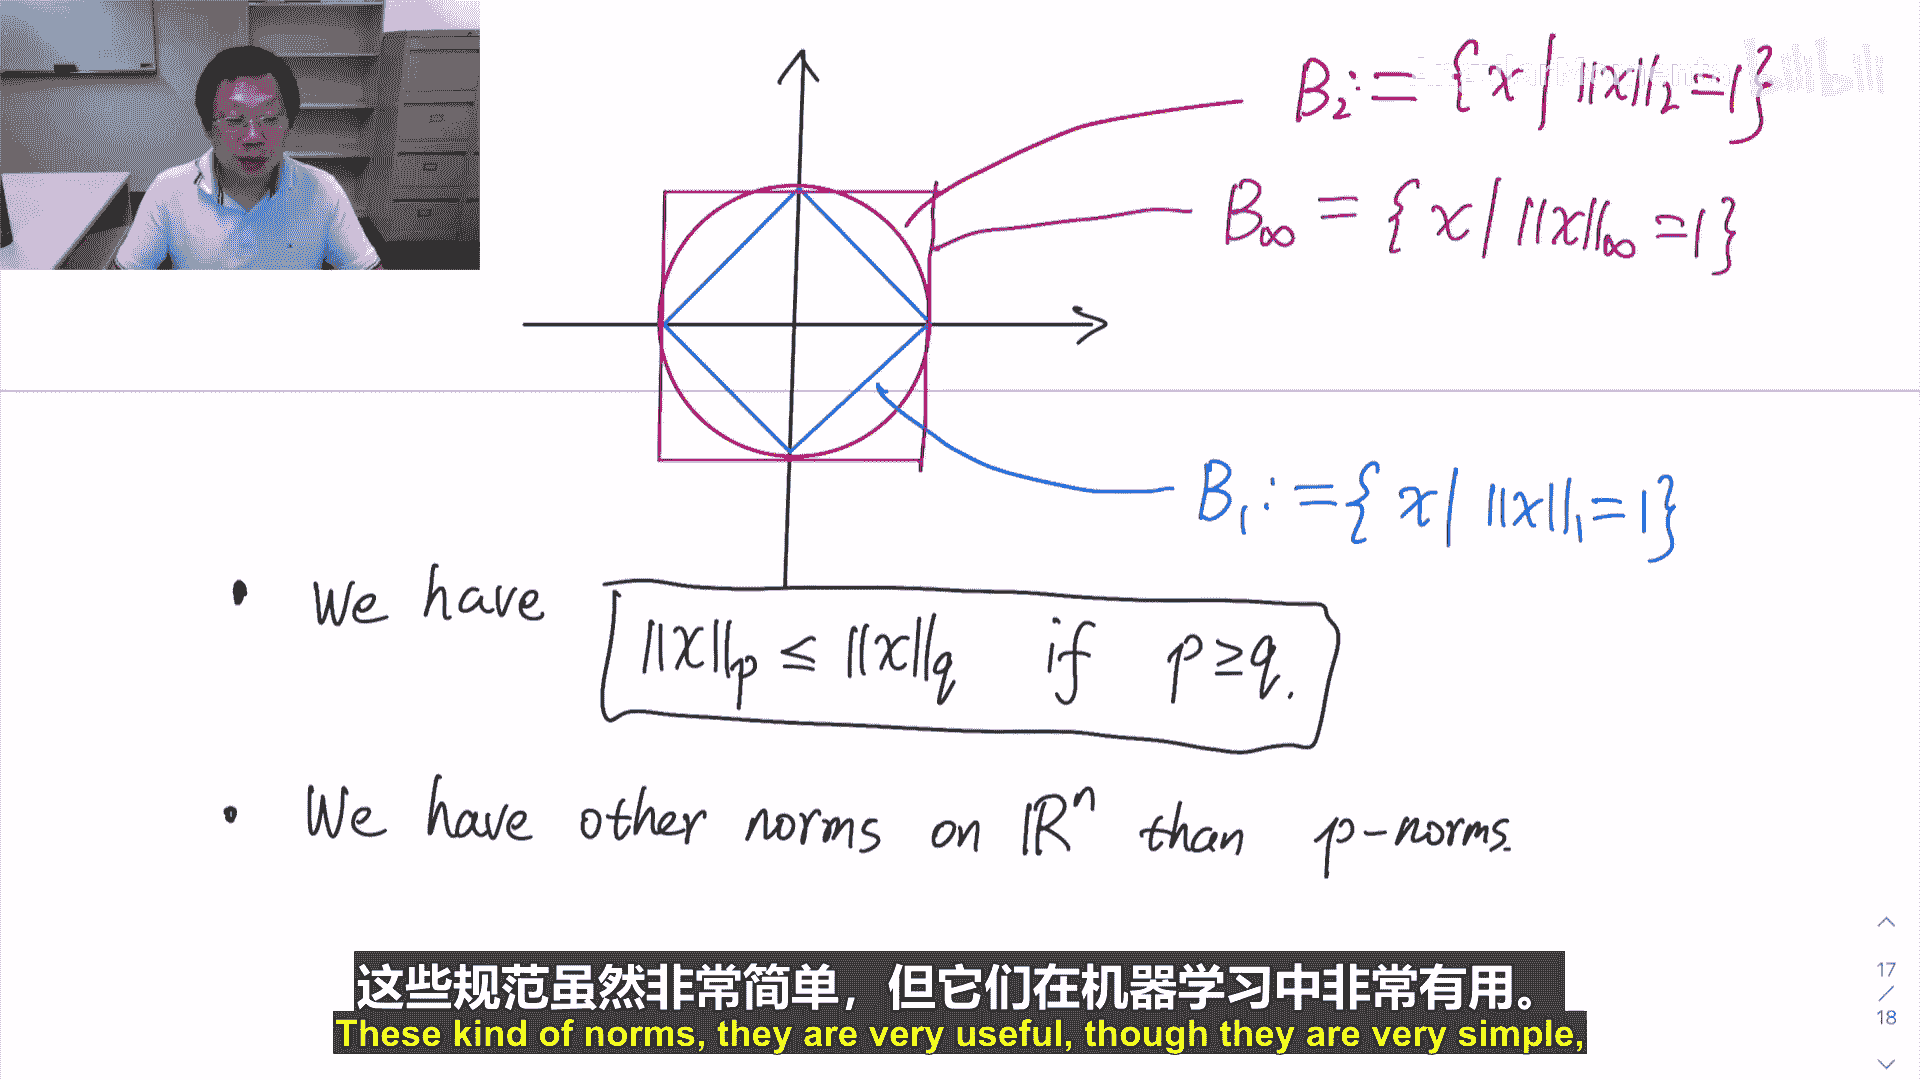 B₂ := { x | ||x||₂ = 1 }
bilibili
B∞ = { x | ||x||∞ = 1 }
B₁ := { x | ||x||₁ = 1 }
• We have ||x||p ≤ ||x||q if p ≥ q.
• We have other norms on ℝⁿ than p-norms.
17
/
18
这些规范虽然非常简单，但它们在机器学习中非常有用。
These kind of norms, they are very useful, though they are very simple,